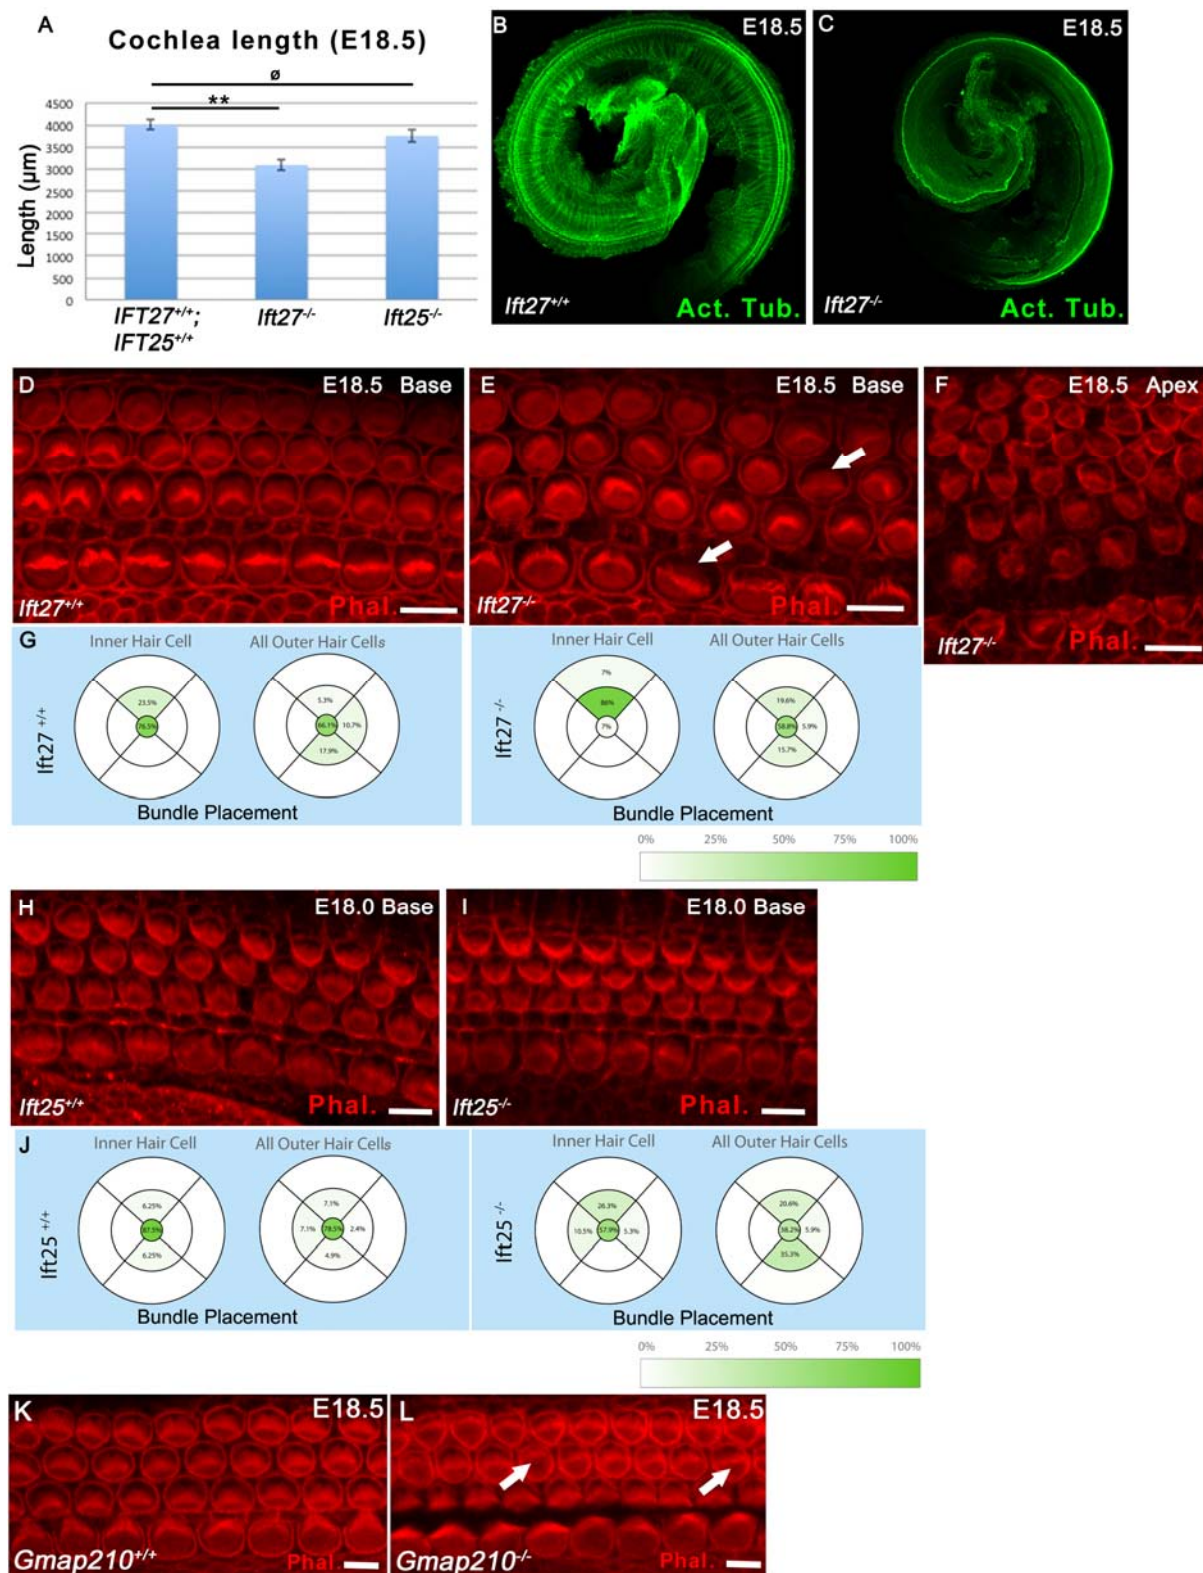 A
Cochlea length (E18.5)
ø
**
4500
4000
3500
3000
2500
2000
1500
1000
500
0
Length (µm)
IFT27+/+;
IFT25+/+
Ift27-/-
Ift25-/-
B
E18.5
Ift27+/+
Act. Tub.
C
E18.5
Ift27-/-
Act. Tub.
D
E18.5 Base
Ift27+/+
Phal.
E
E18.5 Base
Ift27-/-
Phal.
F
E18.5 Apex
Ift27-/-
Phal.
G
Inner Hair Cell
All Outer Hair Cells
Ift27 +/+
23.5%
76.5%
5.3%
66.1%
10.7%
17.9%
Bundle Placement
Inner Hair Cell
All Outer Hair Cells
Ift27 -/-
7%
86%
7%
19.6%
58.8%
5.9%
15.7%
Bundle Placement
0% 25% 50% 75% 100%
H
E18.0 Base
Ift25+/+
Phal.
I
E18.0 Base
Ift25-/-
Phal.
J
Inner Hair Cell
All Outer Hair Cells
Ift25 +/+
6.25%
87.5%
6.25%
7.1%
7.1%
78.5%
2.4%
4.9%
Bundle Placement
Inner Hair Cell
All Outer Hair Cells
Ift25 -/-
26.3%
10.5%
57.9%
5.3%
20.6%
38.2%
5.9%
35.3%
Bundle Placement
0% 25% 50% 75% 100%
K
E18.5
Gmap210+/+
Phal.
L
E18.5
Gmap210-/-
Phal.